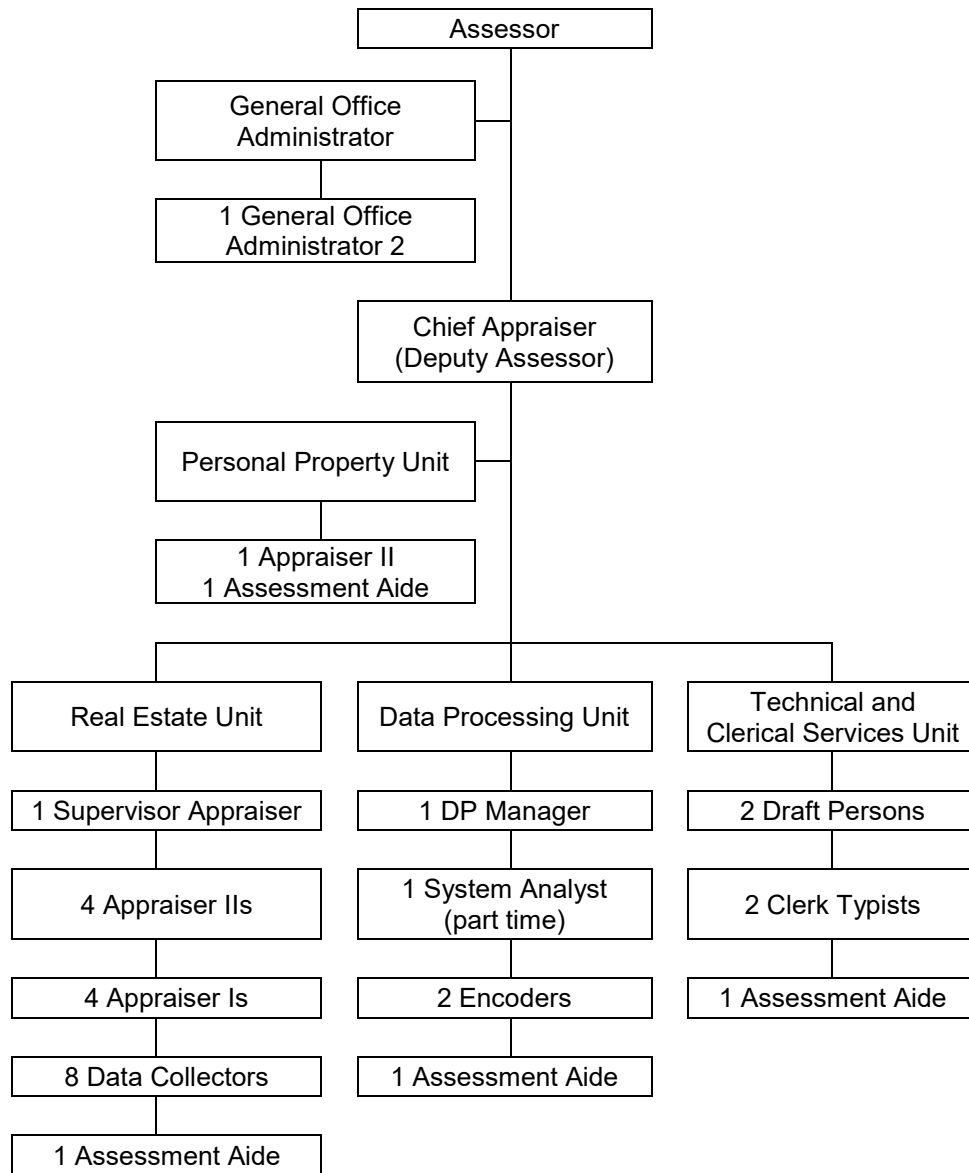 Assessor
General Office
Administrator
1 General Office
Administrator 2
Chief Appraiser
(Deputy Assessor)
Personal Property Unit
1 Appraiser II
1 Assessment Aide
Real Estate Unit
1 Supervisor Appraiser
4 Appraiser IIs
4 Appraiser Is
8 Data Collectors
1 Assessment Aide
Data Processing Unit
1 DP Manager
1 System Analyst
(part time)
2 Encoders
1 Assessment Aide
Technical and
Clerical Services Unit
2 Draft Persons
2 Clerk Typists
1 Assessment Aide